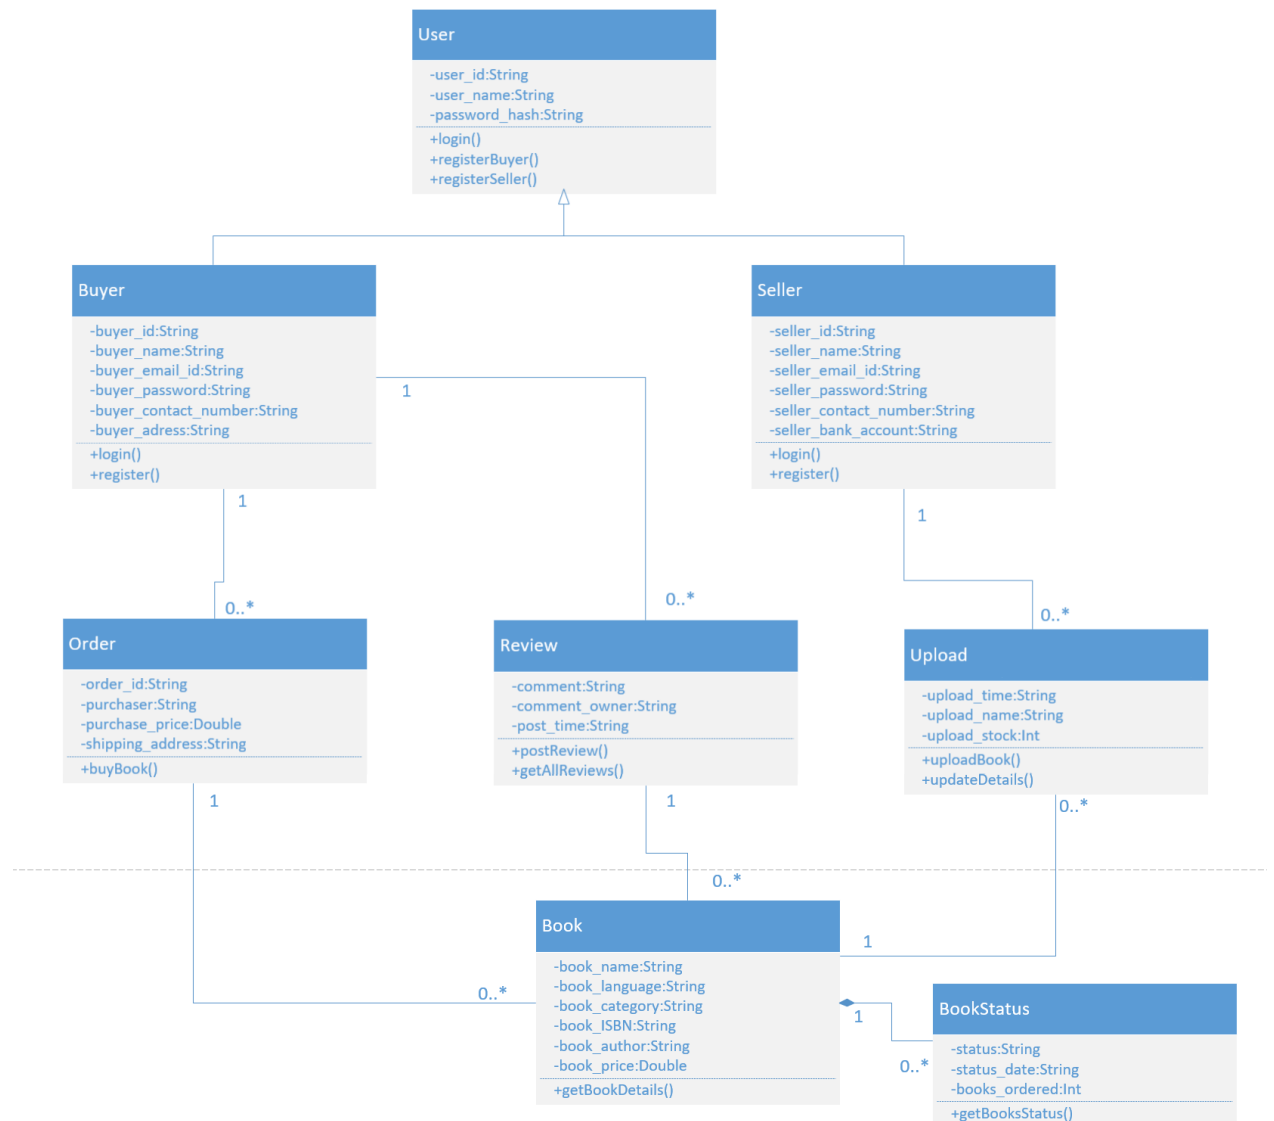 User
-user_id:String
-user_name:String
-password_hash:String
+login()
+registerBuyer()
+registerSeller()
Buyer
-buyer_id:String
-buyer_name:String
-buyer_email_id:String
-buyer_password:String
-buyer_contact_number:String
-buyer_adress:String
+login()
+register()
1
1
Seller
-seller_id:String
-seller_name:String
-seller_email_id:String
-seller_password:String
-seller_contact_number:String
-seller_bank_account:String
+login()
+register()
1
0..*
Order
-order_id:String
-purchaser:String
-purchase_price:Double
-shipping_address:String
+buyBook()
1
0..*
Review
-comment:String
-comment_owner:String
-post_time:String
+postReview()
+getAllReviews()
1
0..*
Upload
-upload_time:String
-upload_name:String
-upload_stock:Int
+uploadBook()
+updateDetails()
0..*
0..*
1
0..*
Book
-book_name:String
-book_language:String
-book_category:String
-book_ISBN:String
-book_author:String
-book_price:Double
+getBookDetails()
1
0..*
BookStatus
-status:String
-status_date:String
-books_ordered:Int
+getBooksStatus()